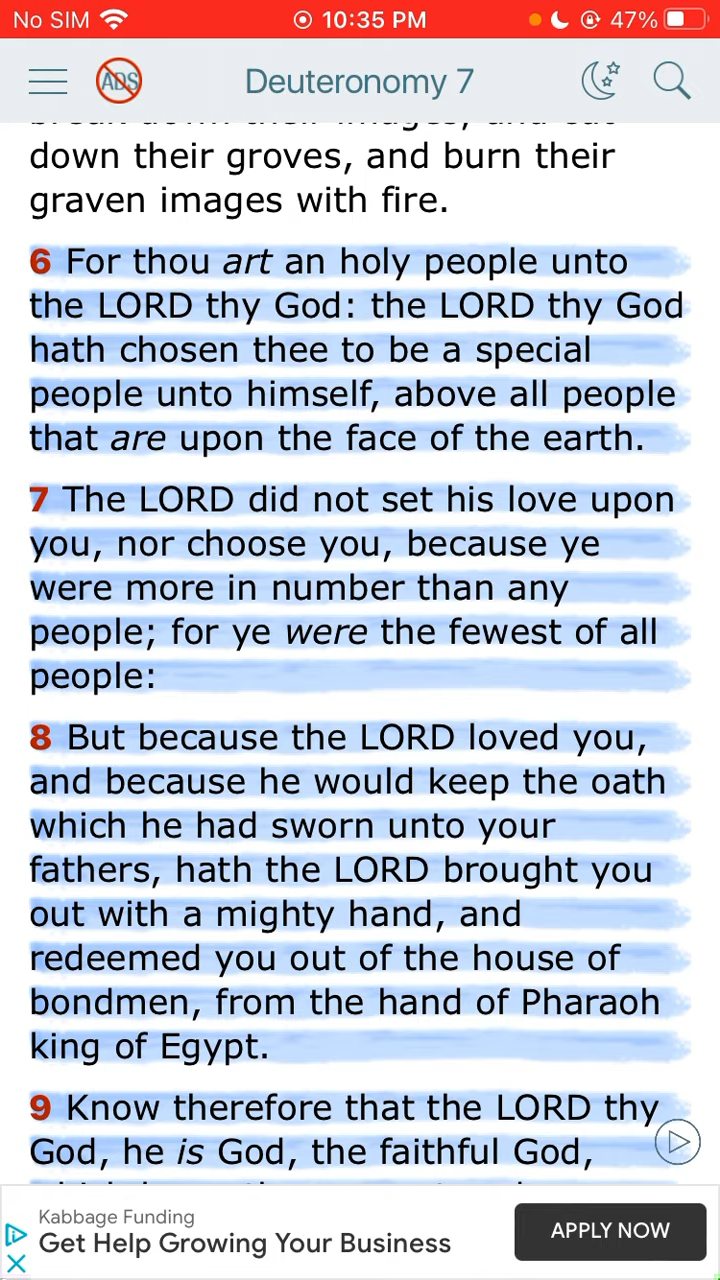 No SIM 10:35 PM 47%
ADS Deuteronomy 7
down their groves, and burn their
graven images with fire.
6 For thou art an holy people unto
the LORD thy God: the LORD thy God
hath chosen thee to be a special
people unto himself, above all people
that are upon the face of the earth.
7 The LORD did not set his love upon
you, nor choose you, because ye
were more in number than any
people; for ye were the fewest of all
people:
8 But because the LORD loved you,
and because he would keep the oath
which he had sworn unto your
fathers, hath the LORD brought you
out with a mighty hand, and
redeemed you out of the house of
bondmen, from the hand of Pharaoh
king of Egypt.
9 Know therefore that the LORD thy
God, he is God, the faithful God,
Kabbage Funding
Get Help Growing Your Business
APPLY NOW